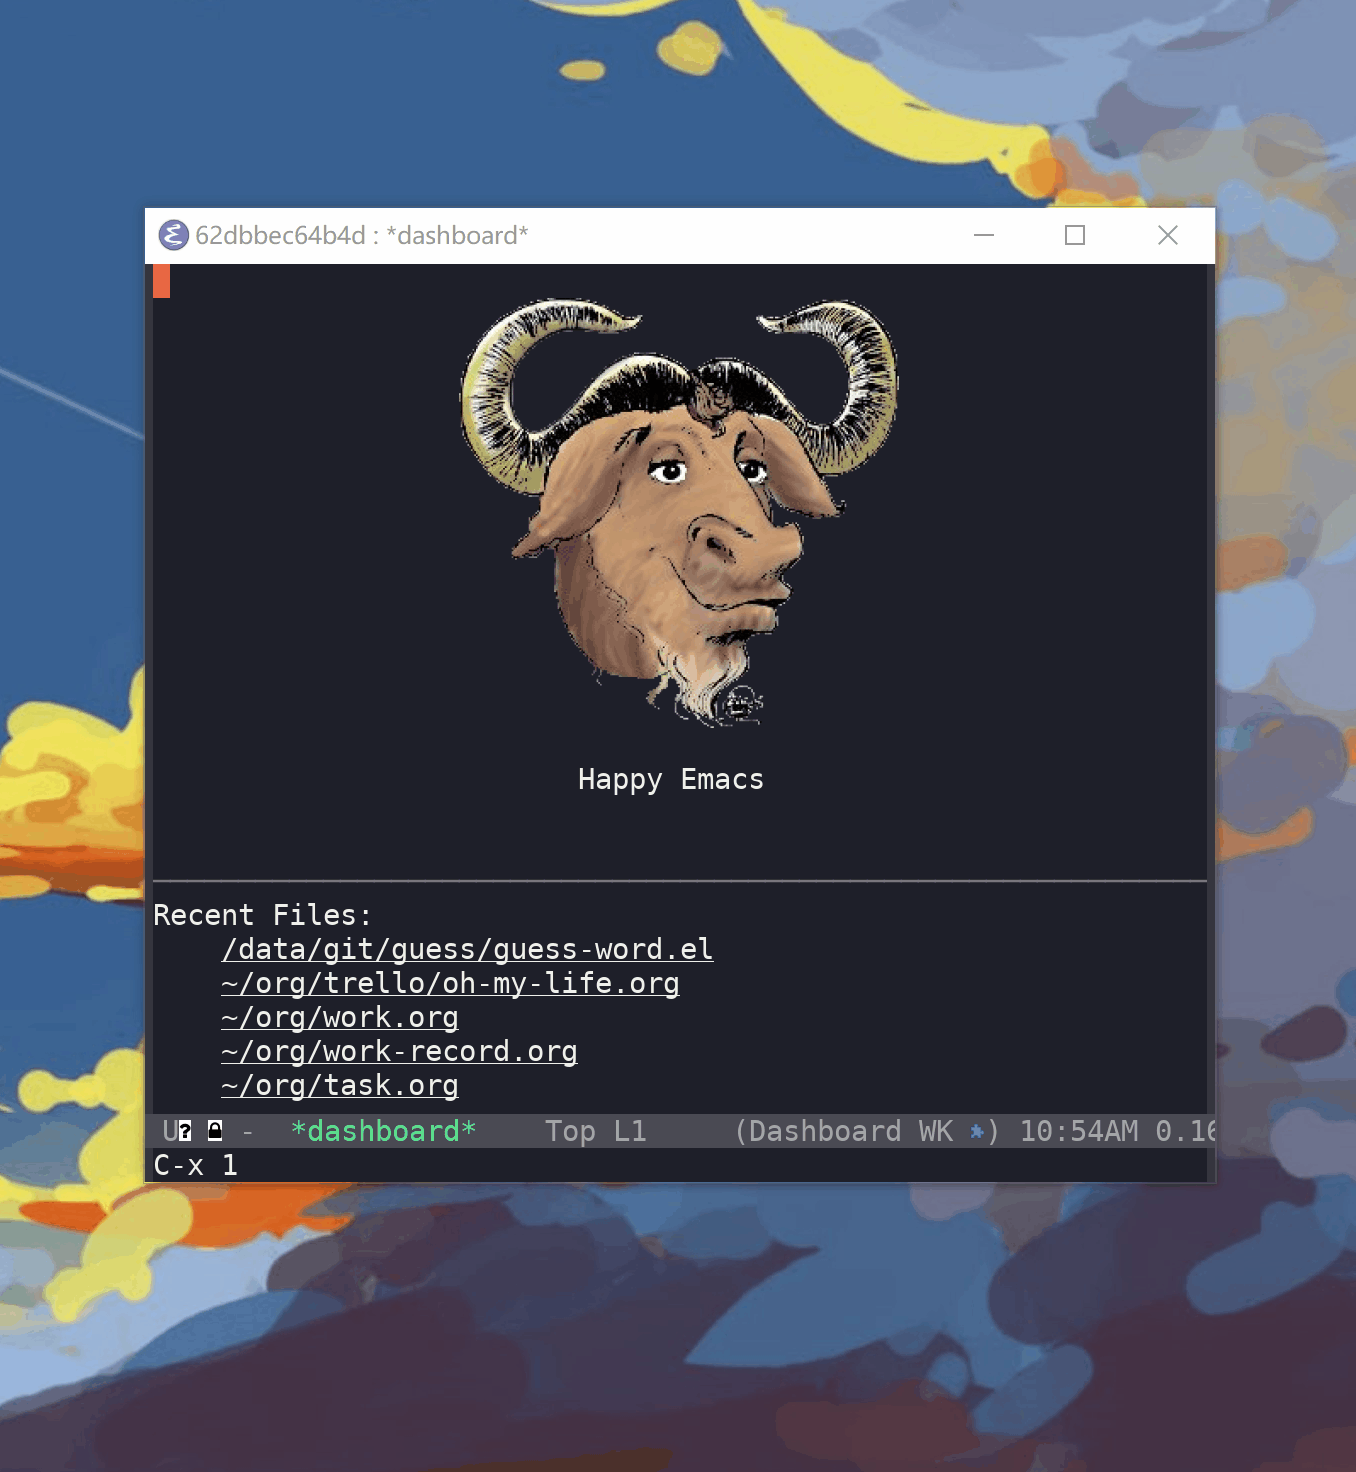 62dbbec64b4d : *dashboard*
Happy Emacs
Recent Files:
/data/git/guess/guess-word.el
~/org/trello/oh-my-life.org
~/org/work.org
~/org/work-record.org
~/org/task.org
U? - *dashboard* Top L1 (Dashboard WK ) 10:54AM 0.16
C-x 1